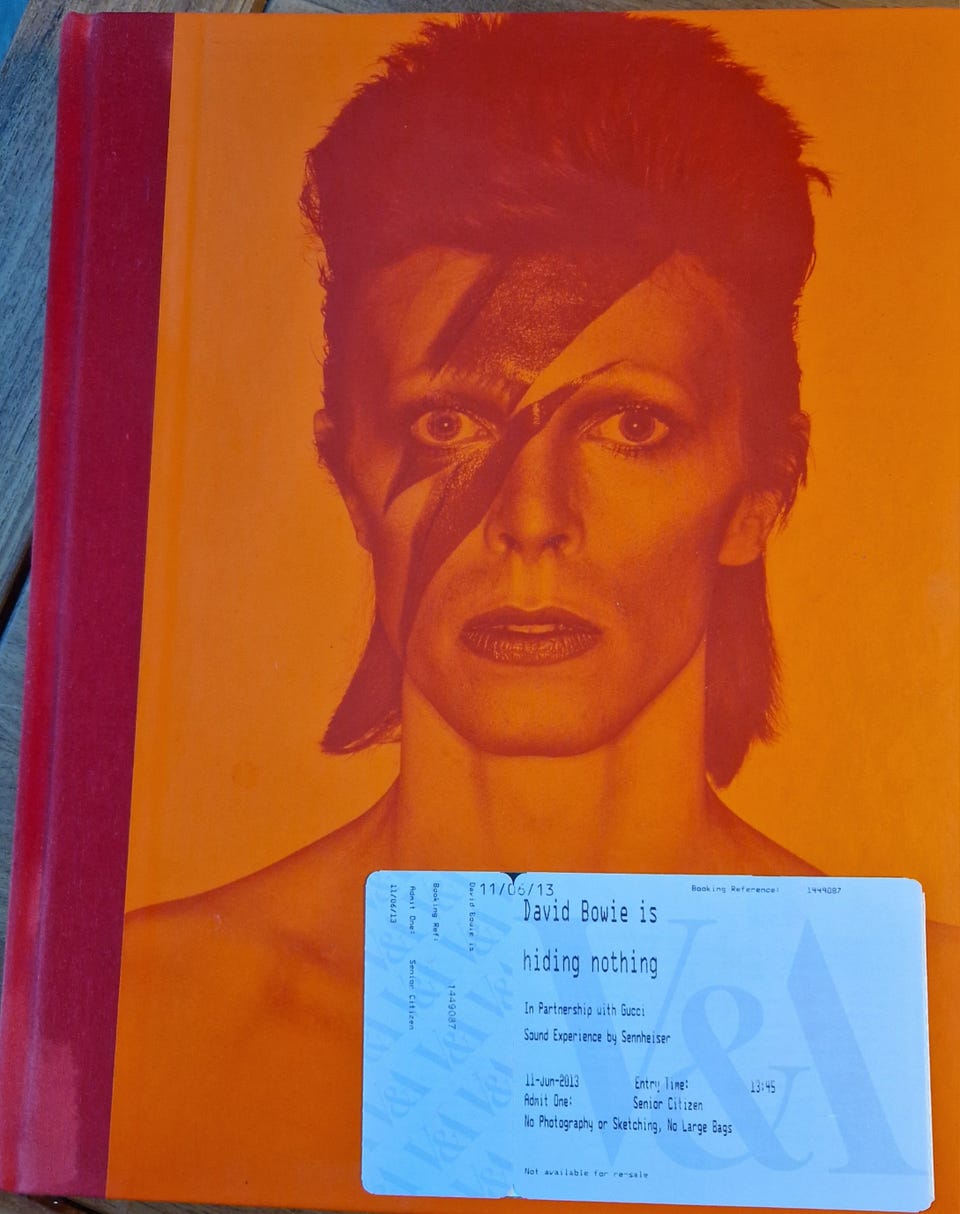 11/06/13
Admit One: Senior Citizen
Booking Ref: 1449087
David Bowie is
11/06/13
Booking Reference: 1449087
David Bowie is
hiding nothing
In Partnership with Gucci
Sound Experience by Sennheiser
11-Jun-2013 Entry Time: 13:45
Admit One: Senior Citizen
No Photography or Sketching, No Large Bags
Not available for re-sale
V&A
V&A
V&A
V&A
V&A
V&A
V&A
V&A